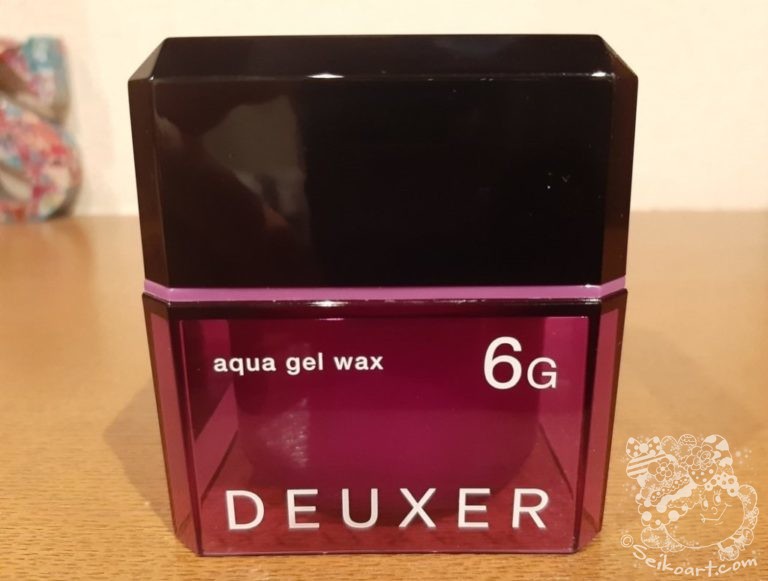 aqua gel wax
6G
DEUXER
©Seikoart.com